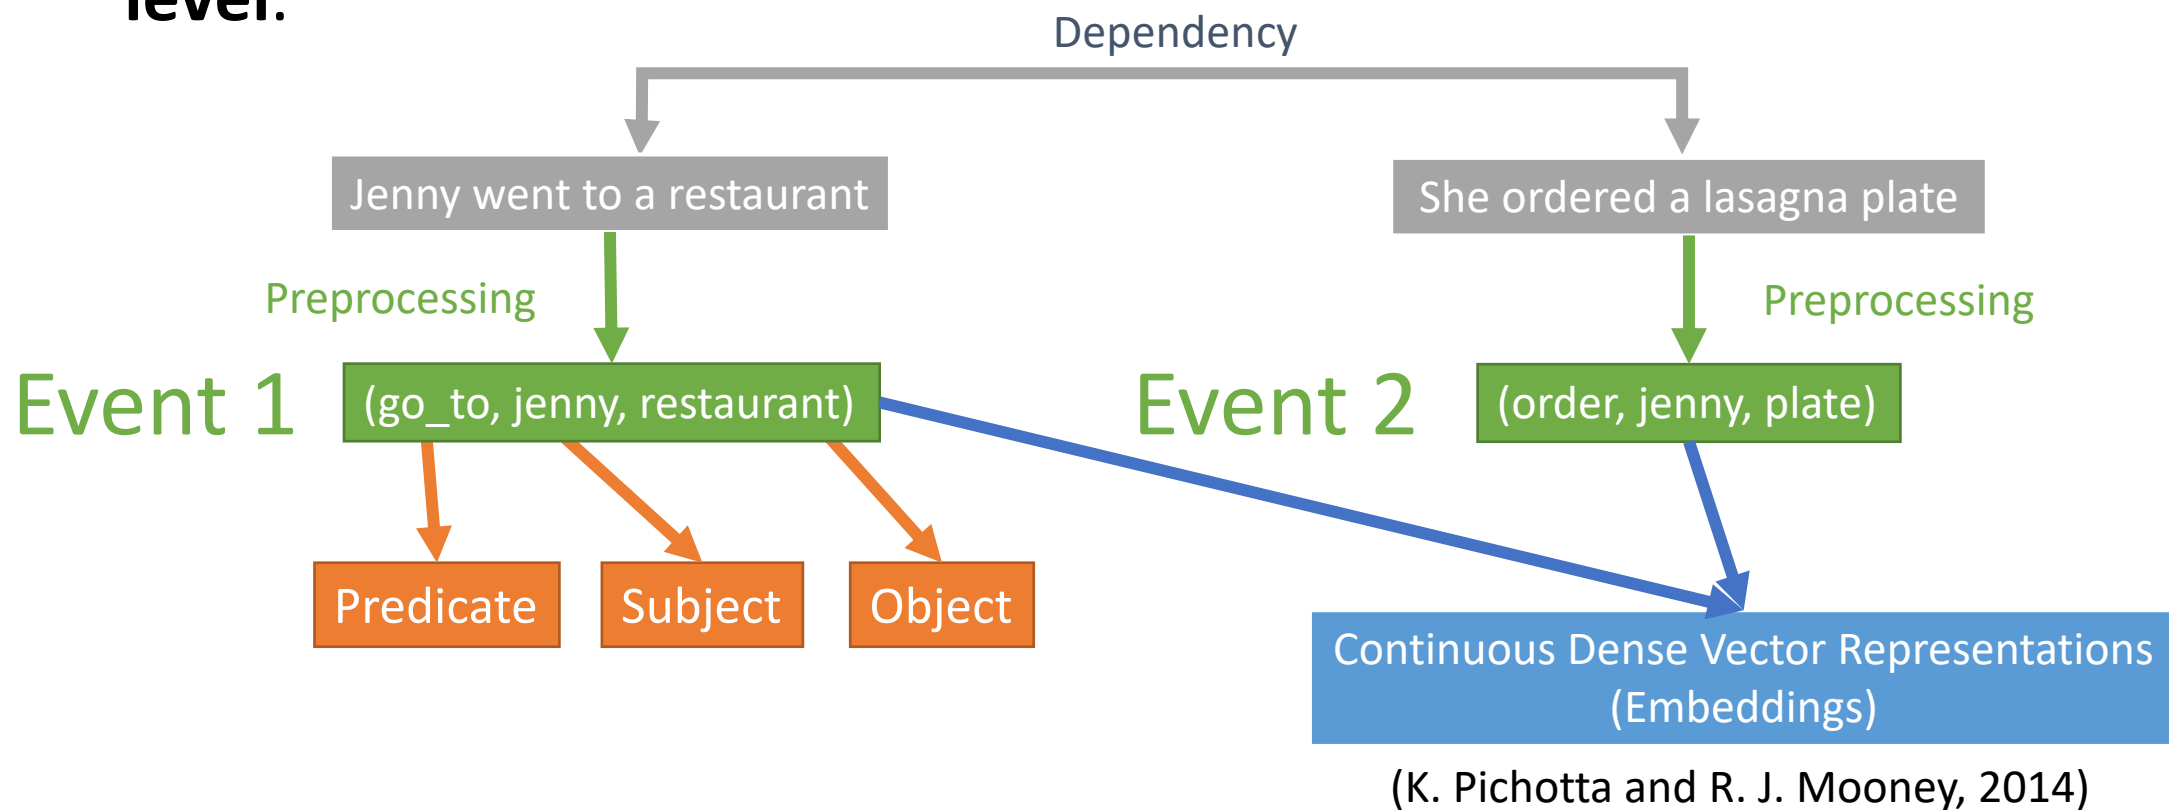 level.
Dependency
Jenny went to a restaurant
She ordered a lasagna plate
Preprocessing
Preprocessing
Event 1
(go_to, jenny, restaurant)
Event 2
(order, jenny, plate)
Predicate
Subject
Object
Continuous Dense Vector Representations
(Embeddings)
(K. Pichotta and R. J. Mooney, 2014)